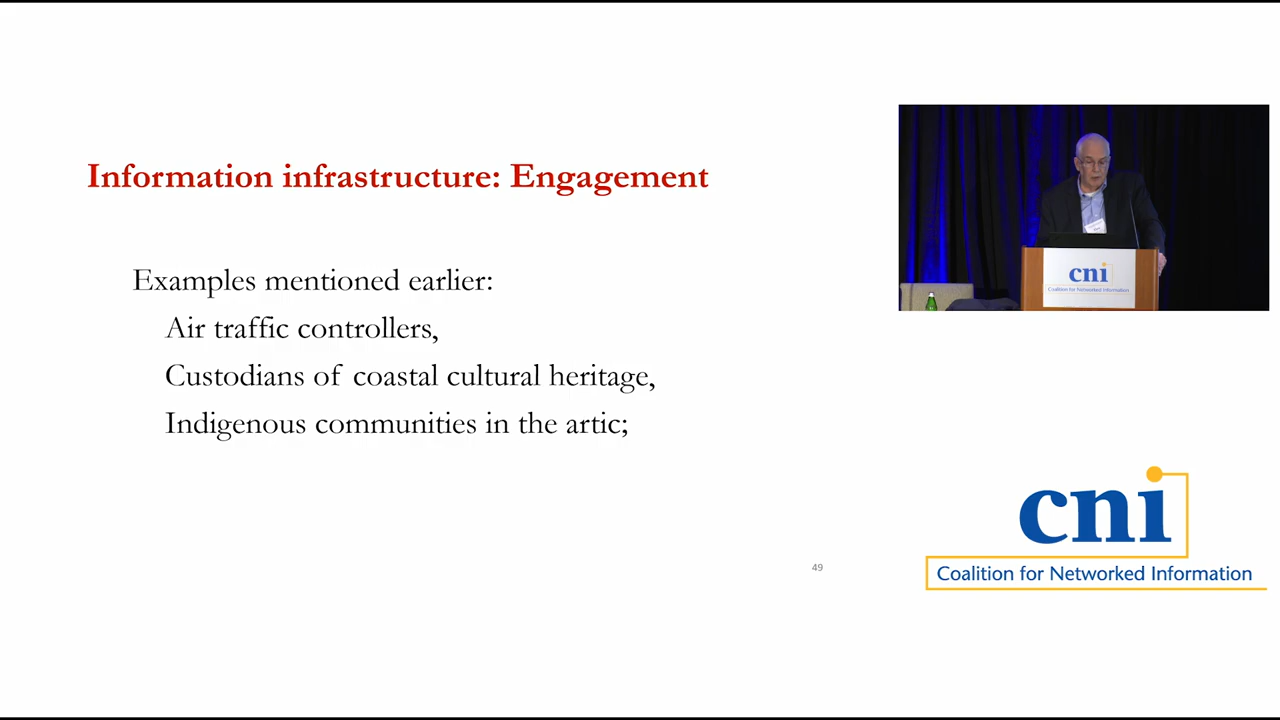 Information infrastructure: Engagement
Examples mentioned earlier:
Air traffic controllers,
Custodians of coastal cultural heritage,
Indigenous communities in the artic;
49
cni
Coalition for Networked Information
cni
Coalition for Networked Information